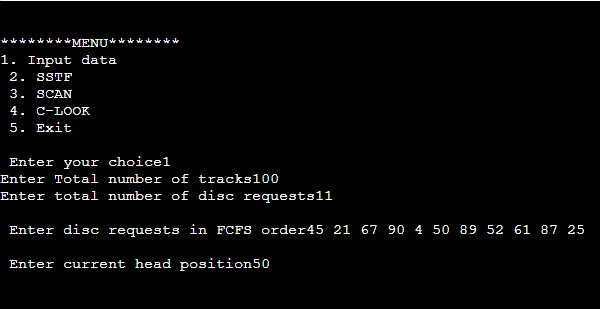 ********MENU********
1. Input data
2. SSTF
3. SCAN
4. C-LOOK
5. Exit
Enter your choice1
Enter Total number of tracks100
Enter total number of disc requests11
Enter disc requests in FCFS order45 21 67 90 4 50 89 52 61 87 25
Enter current head position50